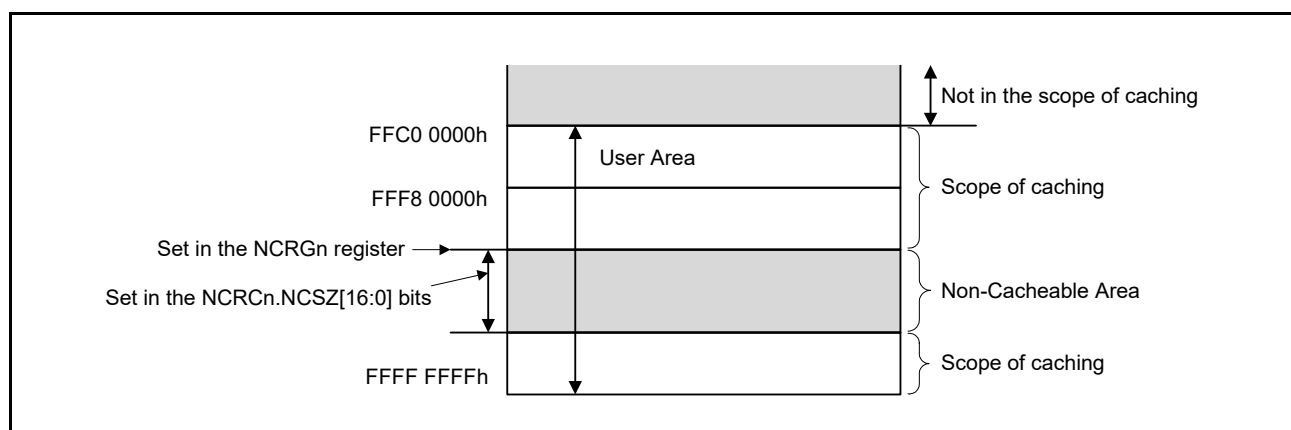 Not in the scope of caching
FFC0 0000h
User Area
Scope of caching
FFF8 0000h
Set in the NCRGn register
Set in the NCRCn.NCSZ[16:0] bits
Non-Cacheable Area
Scope of caching
FFFF FFFFh